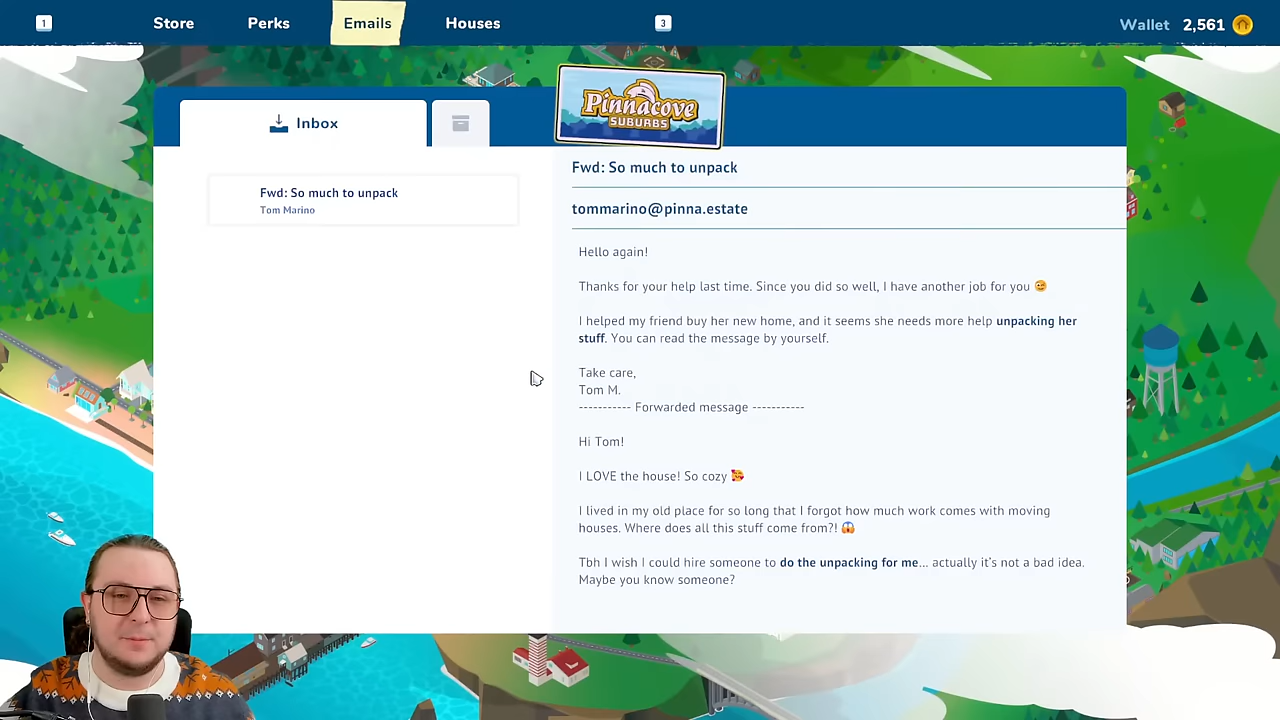 1
Store
Perks
Emails
Houses
3
Wallet 2,561
Inbox
Pinnacove
SUBURBS
Fwd: So much to unpack
Tom Marino
Fwd: So much to unpack
tommarino@pinna.estate
Hello again!
Thanks for your help last time. Since you did so well, I have another job for you 😉
I helped my friend buy her new home, and it seems she needs more help unpacking her
stuff. You can read the message by yourself.
Take care,
Tom M.
----------- Forwarded message -----------
Hi Tom!
I LOVE the house! So cozy 🥰
I lived in my old place for so long that I forgot how much work comes with moving
houses. Where does all this stuff come from?! 😱
Tbh I wish I could hire someone to do the unpacking for me... actually it's not a bad idea.
Maybe you know someone?